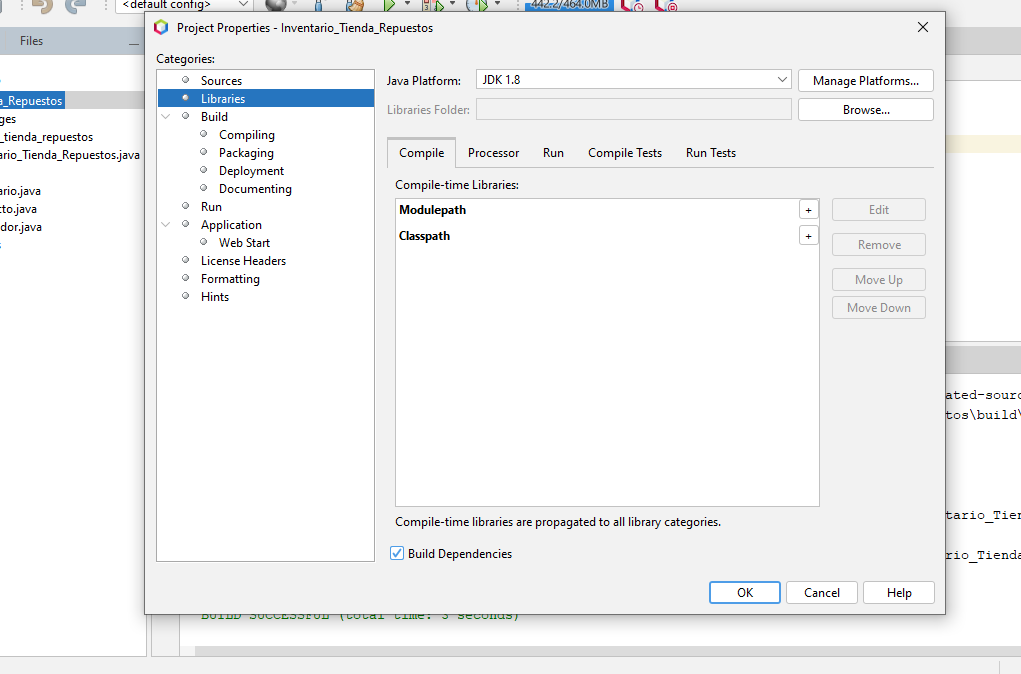 <default config>
442.2/464.0MB
Files
Project Properties - Inventario_Tienda_Repuestos
Categories:
Sources
Libraries
Build
Compiling
Packaging
Deployment
Documenting
Run
Application
Web Start
License Headers
Formatting
Hints
Java Platform:
JDK 1.8
Manage Platforms...
Libraries Folder:
Browse...
Compile
Processor
Run
Compile Tests
Run Tests
Compile-time Libraries:
Modulepath
+
Classpath
+
Edit
Remove
Move Up
Move Down
Compile-time libraries are propagated to all library categories.
Build Dependencies
OK
Cancel
Help
a_Repuestos
ges
_tienda_repuestos
ario_Tienda_Repuestos.java
ario.java
cto.java
dor.java
ated-sourc
tos\build\
tario_Tien
rio_Tienda
BUILD SUCCESSFUL (total time: 3 seconds)